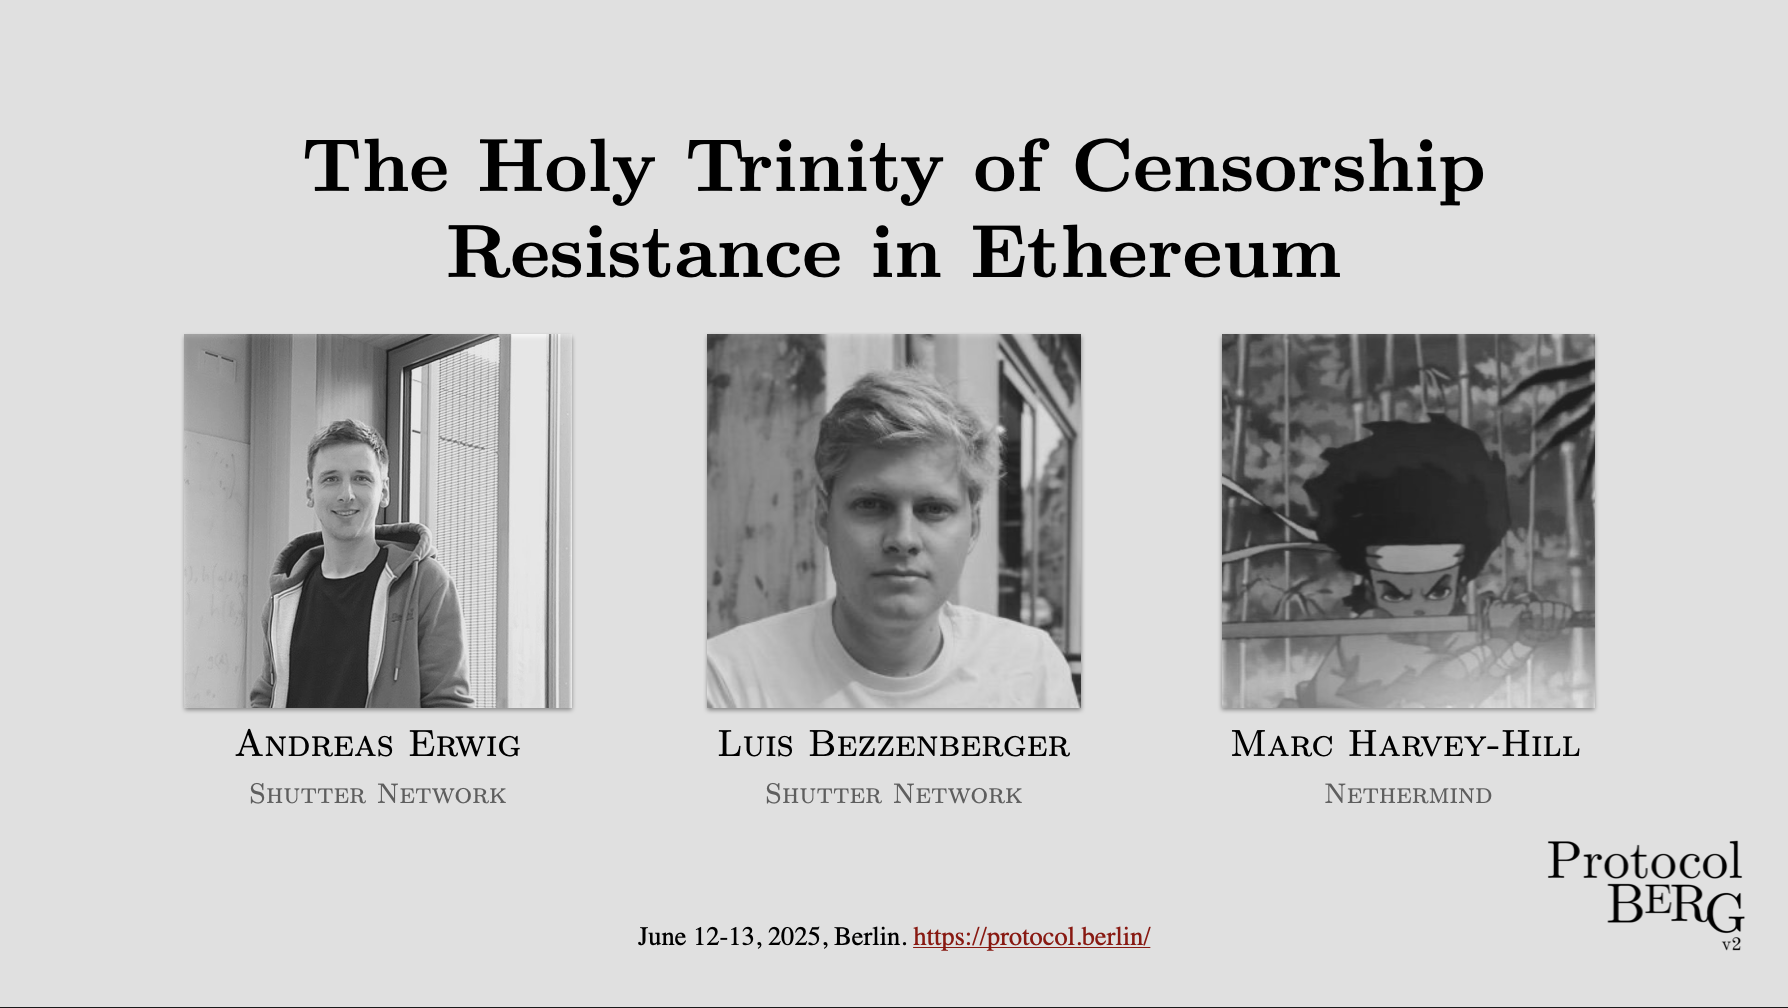 The Holy Trinity of Censorship
Resistance in Ethereum
Andreas Erwig
Shutter Network
Luis Bezzenberger
Shutter Network
Marc Harvey-Hill
Nethermind
Protocol
BERG
v2
June 12-13, 2025, Berlin. https://protocol.berlin/